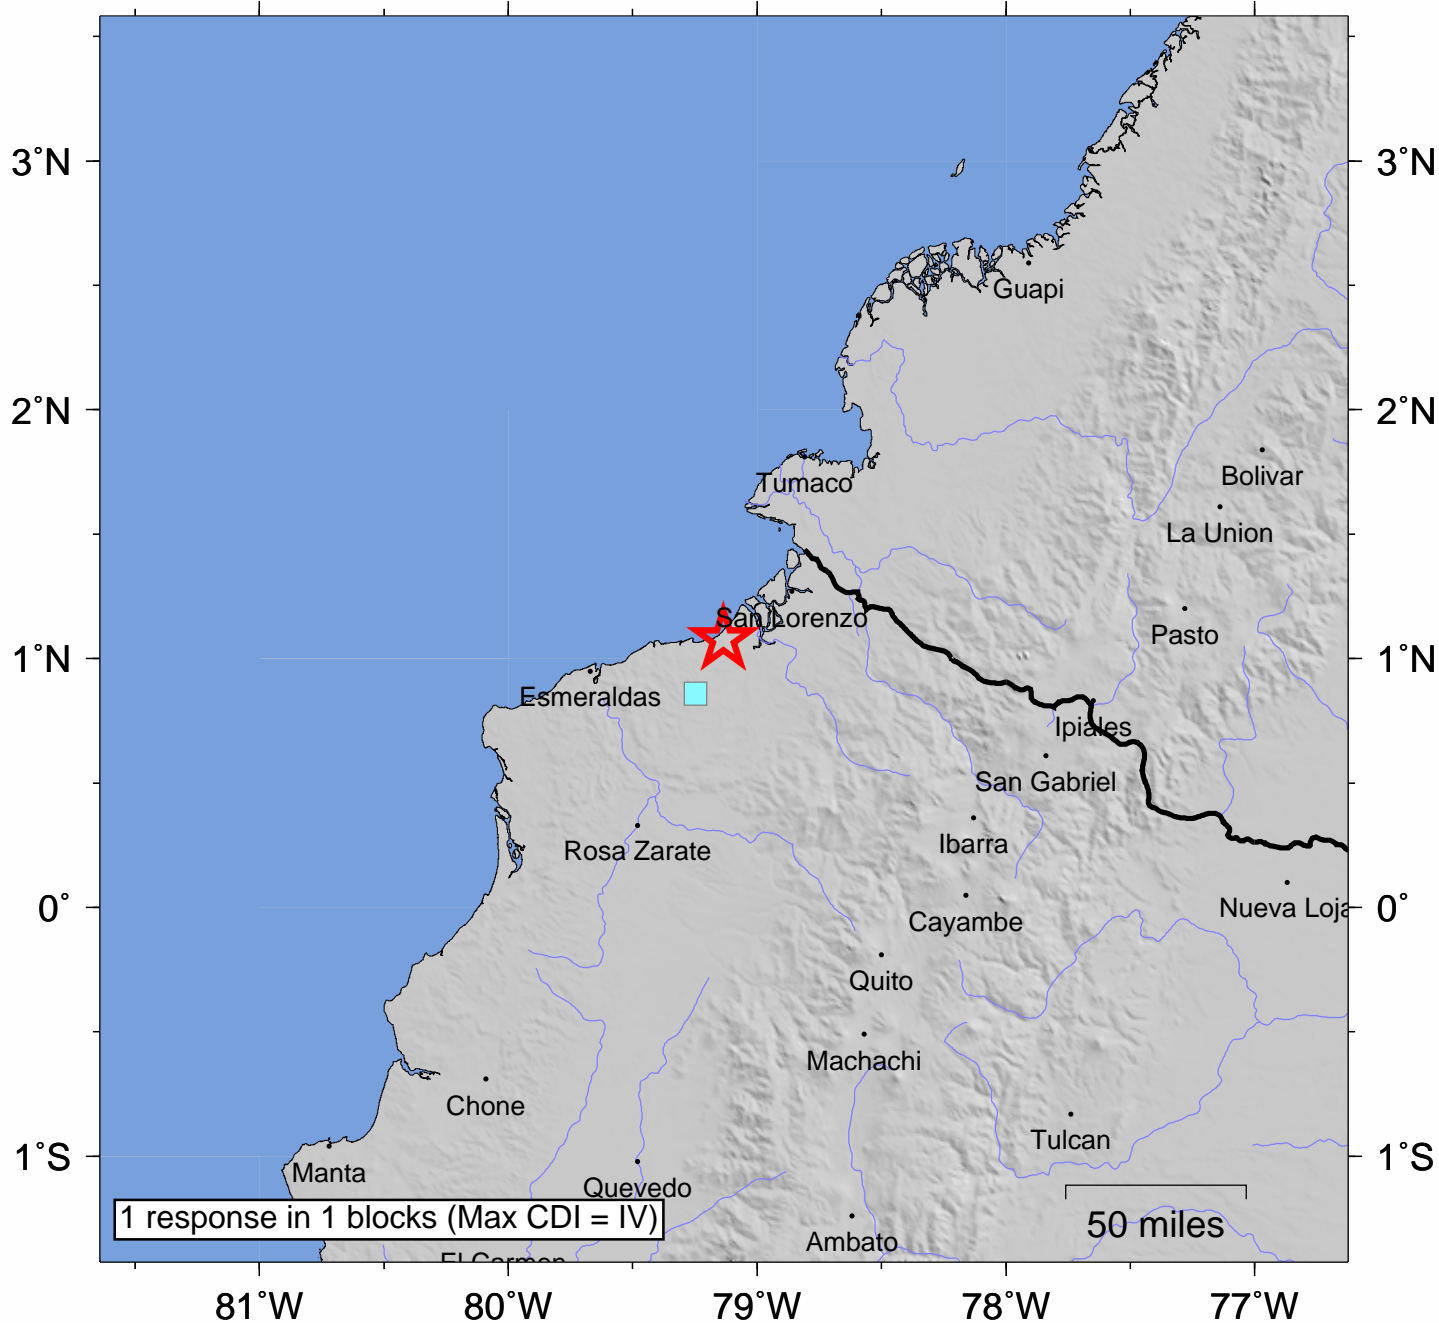 3°N
3°N
Guapi
2°N
2°N
Bolivar
Tumaco
La Union
San Lorenzo
Pasto
1°N
1°N
Esmeraldas
Ipiales
San Gabriel
Ibarra
Rosa Zarate
0°
Nueva Loja
0°
Cayambe
Quito
Machachi
Chone
Tulcan
1°S
1°S
Manta
Quevedo
1 response in 1 blocks (Max CDI = IV)
50 miles
Ambato
El Carmen
81°W
80°W
79°W
78°W
77°W